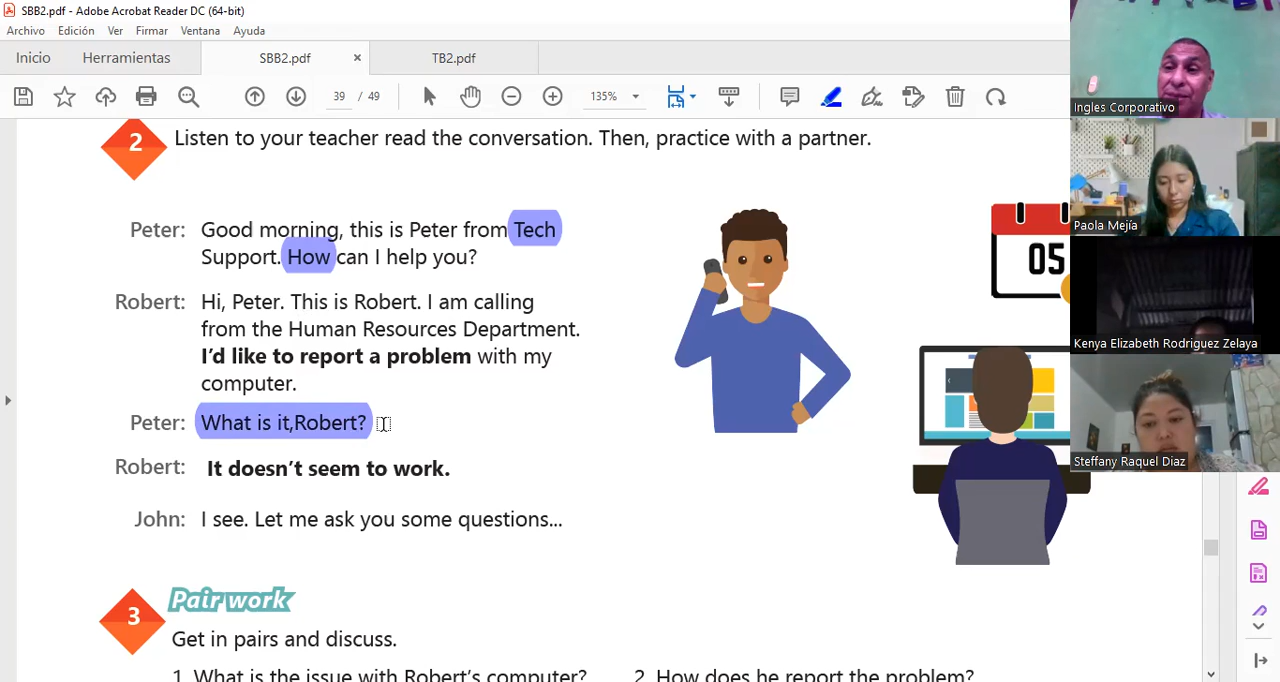 SBB2.pdf - Adobe Acrobat Reader DC (64-bit)
Archivo Edición Ver Firmar Ventana Ayuda
Inicio Herramientas SBB2.pdf × TB2.pdf
39 / 49 135%
2 Listen to your teacher read the conversation. Then, practice with a partner.
Peter: Good morning, this is Peter from Tech
Support. How can I help you?
Robert: Hi, Peter. This is Robert. I am calling
from the Human Resources Department.
I'd like to report a problem with my
computer.
Peter: What is it,Robert?
Robert: It doesn't seem to work.
John: I see. Let me ask you some questions...
05
3 Pair work
Get in pairs and discuss.
1. What is the issue with Robert's computer? 2. How does he report the problem?
Ingles Corporativo
Paola Mejía
Kenya Elizabeth Rodriguez Zelaya
Steffany Raquel Diaz